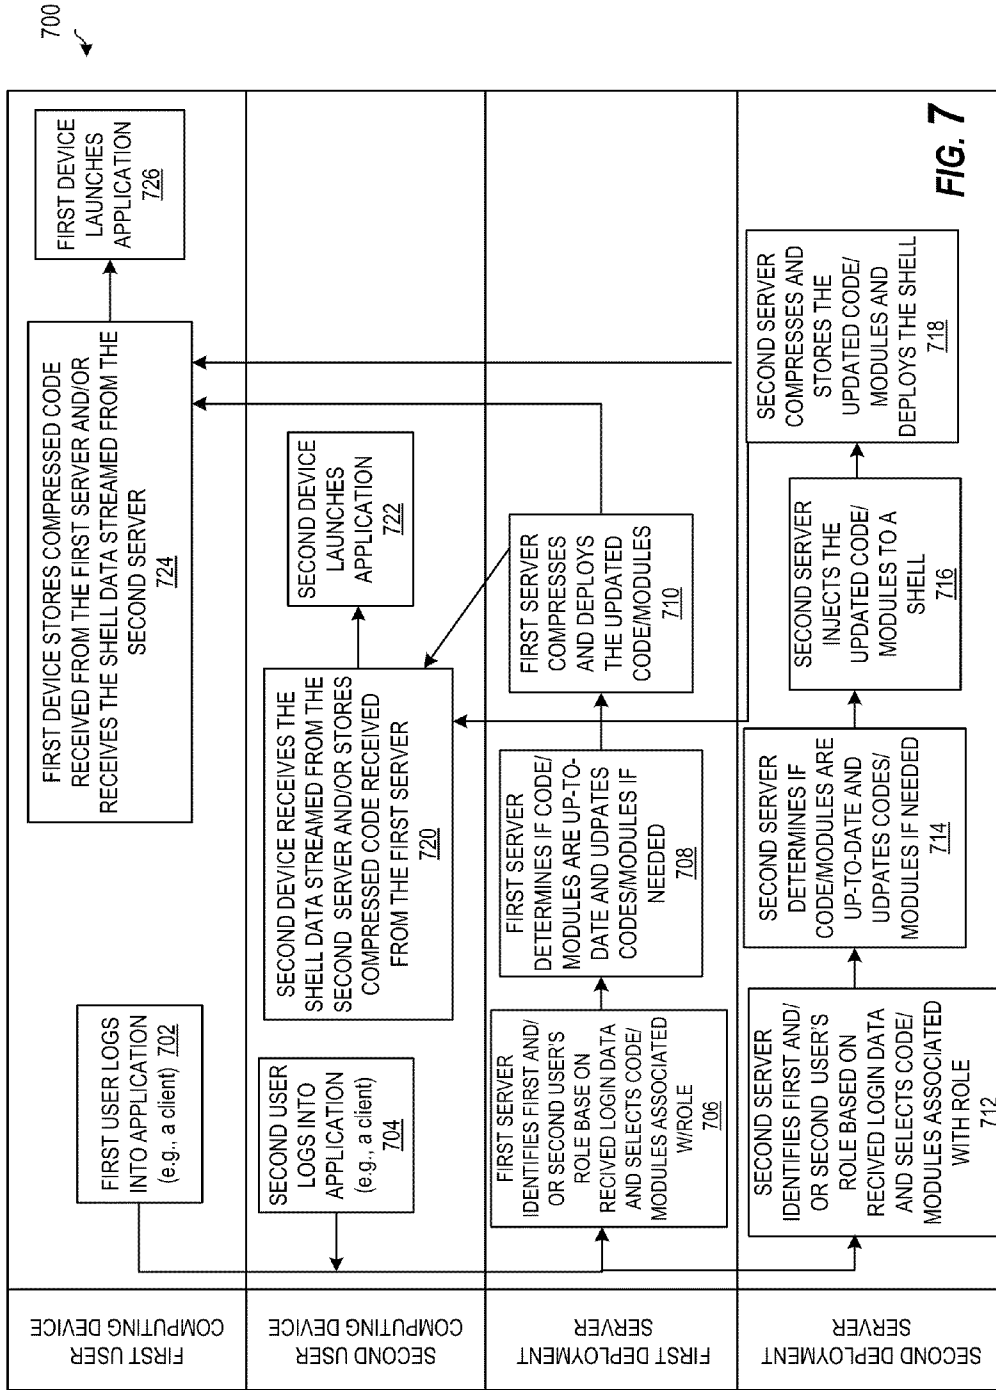 700
FIRST USER
COMPUTING DEVICE
FIRST USER LOGS
INTO APPLICATION
(e.g., a client) 702
FIRST DEVICE STORES COMPRESSED CODE
RECEIVED FROM THE FIRST SERVER AND/OR
RECEIVES THE SHELL DATA STREAMED FROM THE
SECOND SERVER
724
FIRST DEVICE
LAUNCHES
APPLICATION
726
SECOND USER
COMPUTING DEVICE
SECOND USER
LOGS INTO
APPLICATION
(e.g., a client)
704
SECOND DEVICE RECEIVES THE
SHELL DATA STREAMED FROM THE
SECOND SERVER AND/OR STORES
COMPRESSED CODE RECEIVED
FROM THE FIRST SERVER
720
SECOND DEVICE
LAUNCHES
APPLICATION
722
FIRST DEPLOYMENT
SERVER
FIRST SERVER
IDENTIFIES FIRST AND/
OR SECOND USER'S
ROLE BASE ON
RECIVED LOGIN DATA
AND SELECTS CODE/
MODULES ASSOCIATED
W/ROLE
706
FIRST SERVER
DETERMINES IF CODE/
MODULES ARE UP-TO-
DATE AND UDPATES
CODES/MODULES IF
NEEDED
708
FIRST SERVER
COMPRESSES
AND DEPLOYS
THE UPDATED
CODE/MODULES
710
SECOND DEPLOYMENT
SERVER
SECOND SERVER
IDENTIFIES FIRST AND/
OR SECOND USER'S
ROLE BASED ON
RECIVED LOGIN DATA
AND SELECTS CODE/
MODULES ASSOCIATED
WITH ROLE
712
SECOND SERVER
DETERMINES IF
CODE/MODULES ARE
UP-TO-DATE AND
UDPATES CODES/
MODULES IF NEEDED
714
SECOND SERVER
INJECTS THE
UPDATED CODE/
MODULES TO A
SHELL
716
SECOND SERVER
COMPRESSES AND
STORES THE
UPDATED CODE/
MODULES AND
DEPLOYS THE SHELL
718
FIG. 7